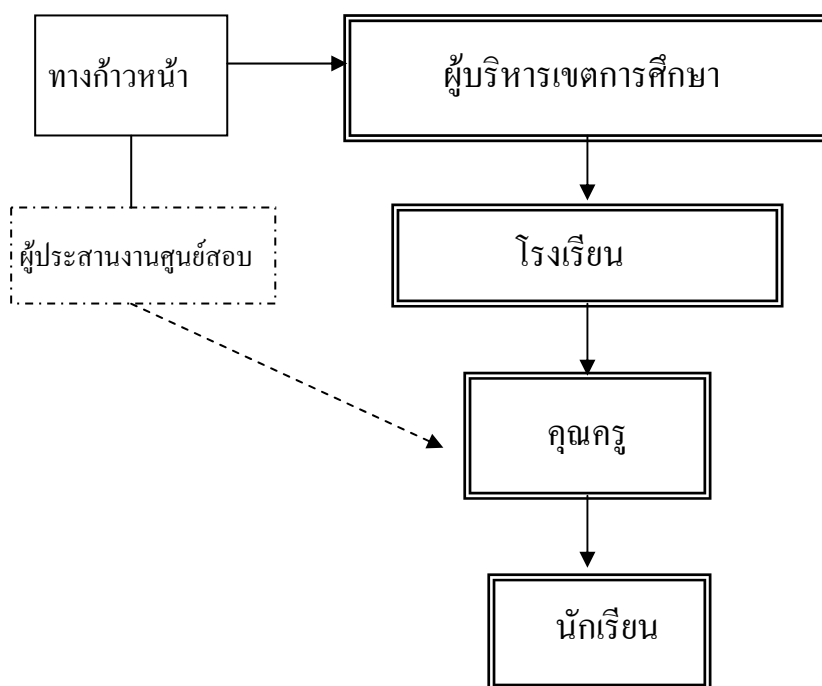 ทางก้าวหน้า
ผู้บริหารเขตการศึกษา
ผู้ประสานงานศูนย์สอบ
โรงเรียน
คุณครู
นักเรียน